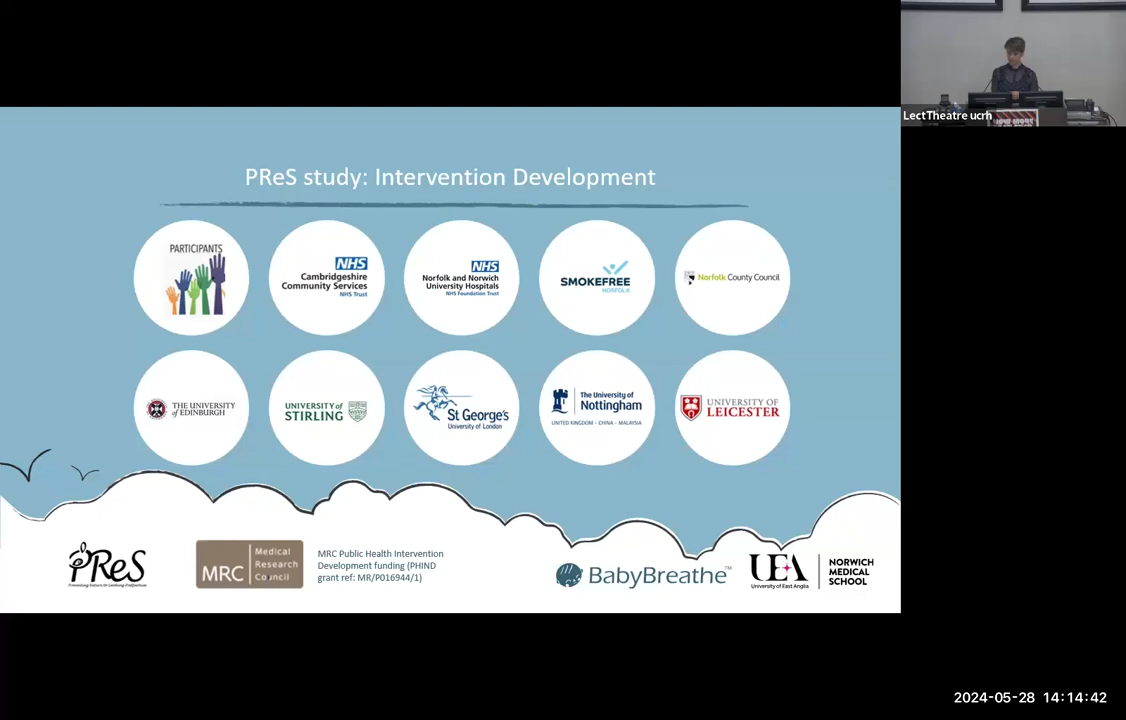 LectTheatre ucrh
PReS study: Intervention Development
PARTICIPANTS
NHS
Cambridgeshire
Community Services
NHS Trust
NHS
Norfolk and Norwich
University Hospitals
NHS Foundation Trust
SMOKEFREE
NORFOLK
Norfolk County Council
THE UNIVERSITY
of EDINBURGH
UNIVERSITY of
STIRLING
St George's
University of London
The University of
Nottingham
UNITED KINGDOM · CHINA · MALAYSIA
UNIVERSITY OF
LEICESTER
PReS
MRC
Medical
Research
Council
MRC Public Health Intervention
Development funding (PHIND
grant ref: MR/P016944/1)
BabyBreathe™
UEA
University of East Anglia
NORWICH
MEDICAL
SCHOOL
2024-05-28 14:14:42